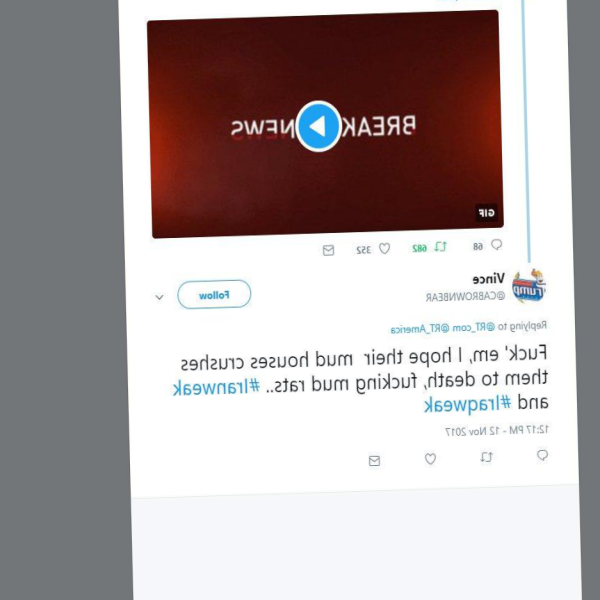 BREAK NEWS
GIF
68 682 352
Vince
@CABROWNBEAR
Follow
Trump
Replying to @RT_com @RT_America
Fuck' em, I hope their mud houses crushes
them to death, fucking mud rats.. #Iranweak
and #Iraqweak
12:17 PM - 12 Nov 2017